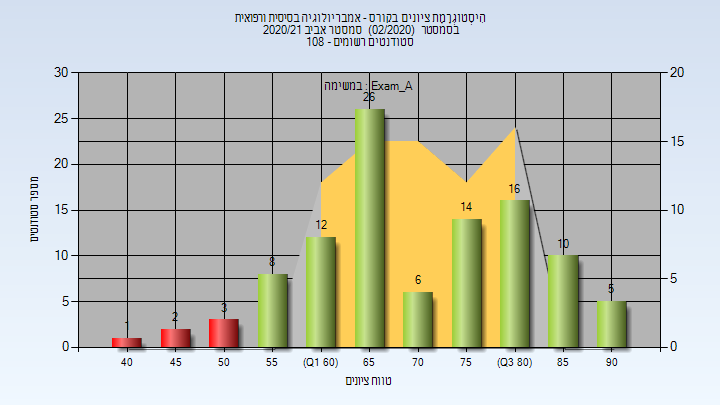 היסטוגרמת ציונים בקורס - אמבריולוגיה בסיסית ורפואית
בסמסטר (02/2020) סמסטר אביב 2020/21
סטודנטים רשומים - 108
במשימה : Exam_A
30 20
25
20 15
15 10
10
5 5
0 0
1 2 3 8 12 26 6 14 16 10 5
40 45 50 55 (Q1 60) 65 70 75 (Q3 80) 85 90
מספר סטודנטים
טווח ציונים